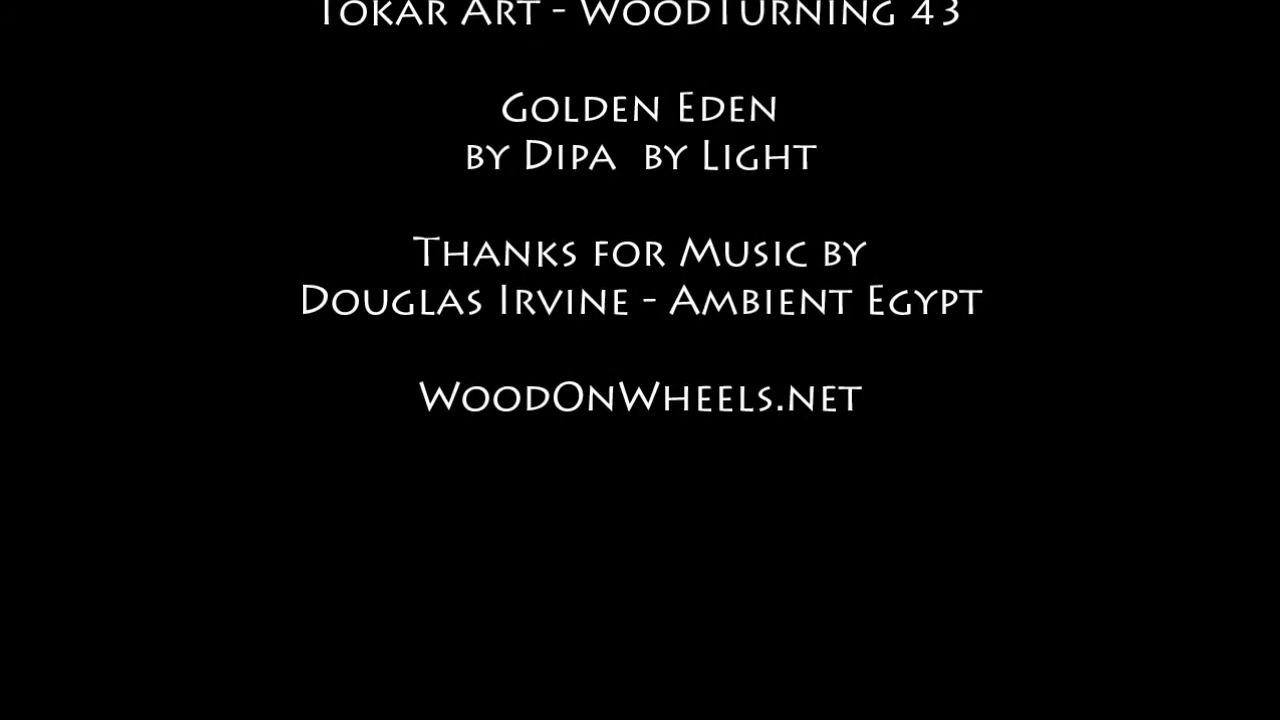 Tokar Art - WoodTurning 43
Golden Eden
by Dipa by Light
Thanks for Music by
Douglas Irvine - Ambient Egypt
WoodOnWheels.net